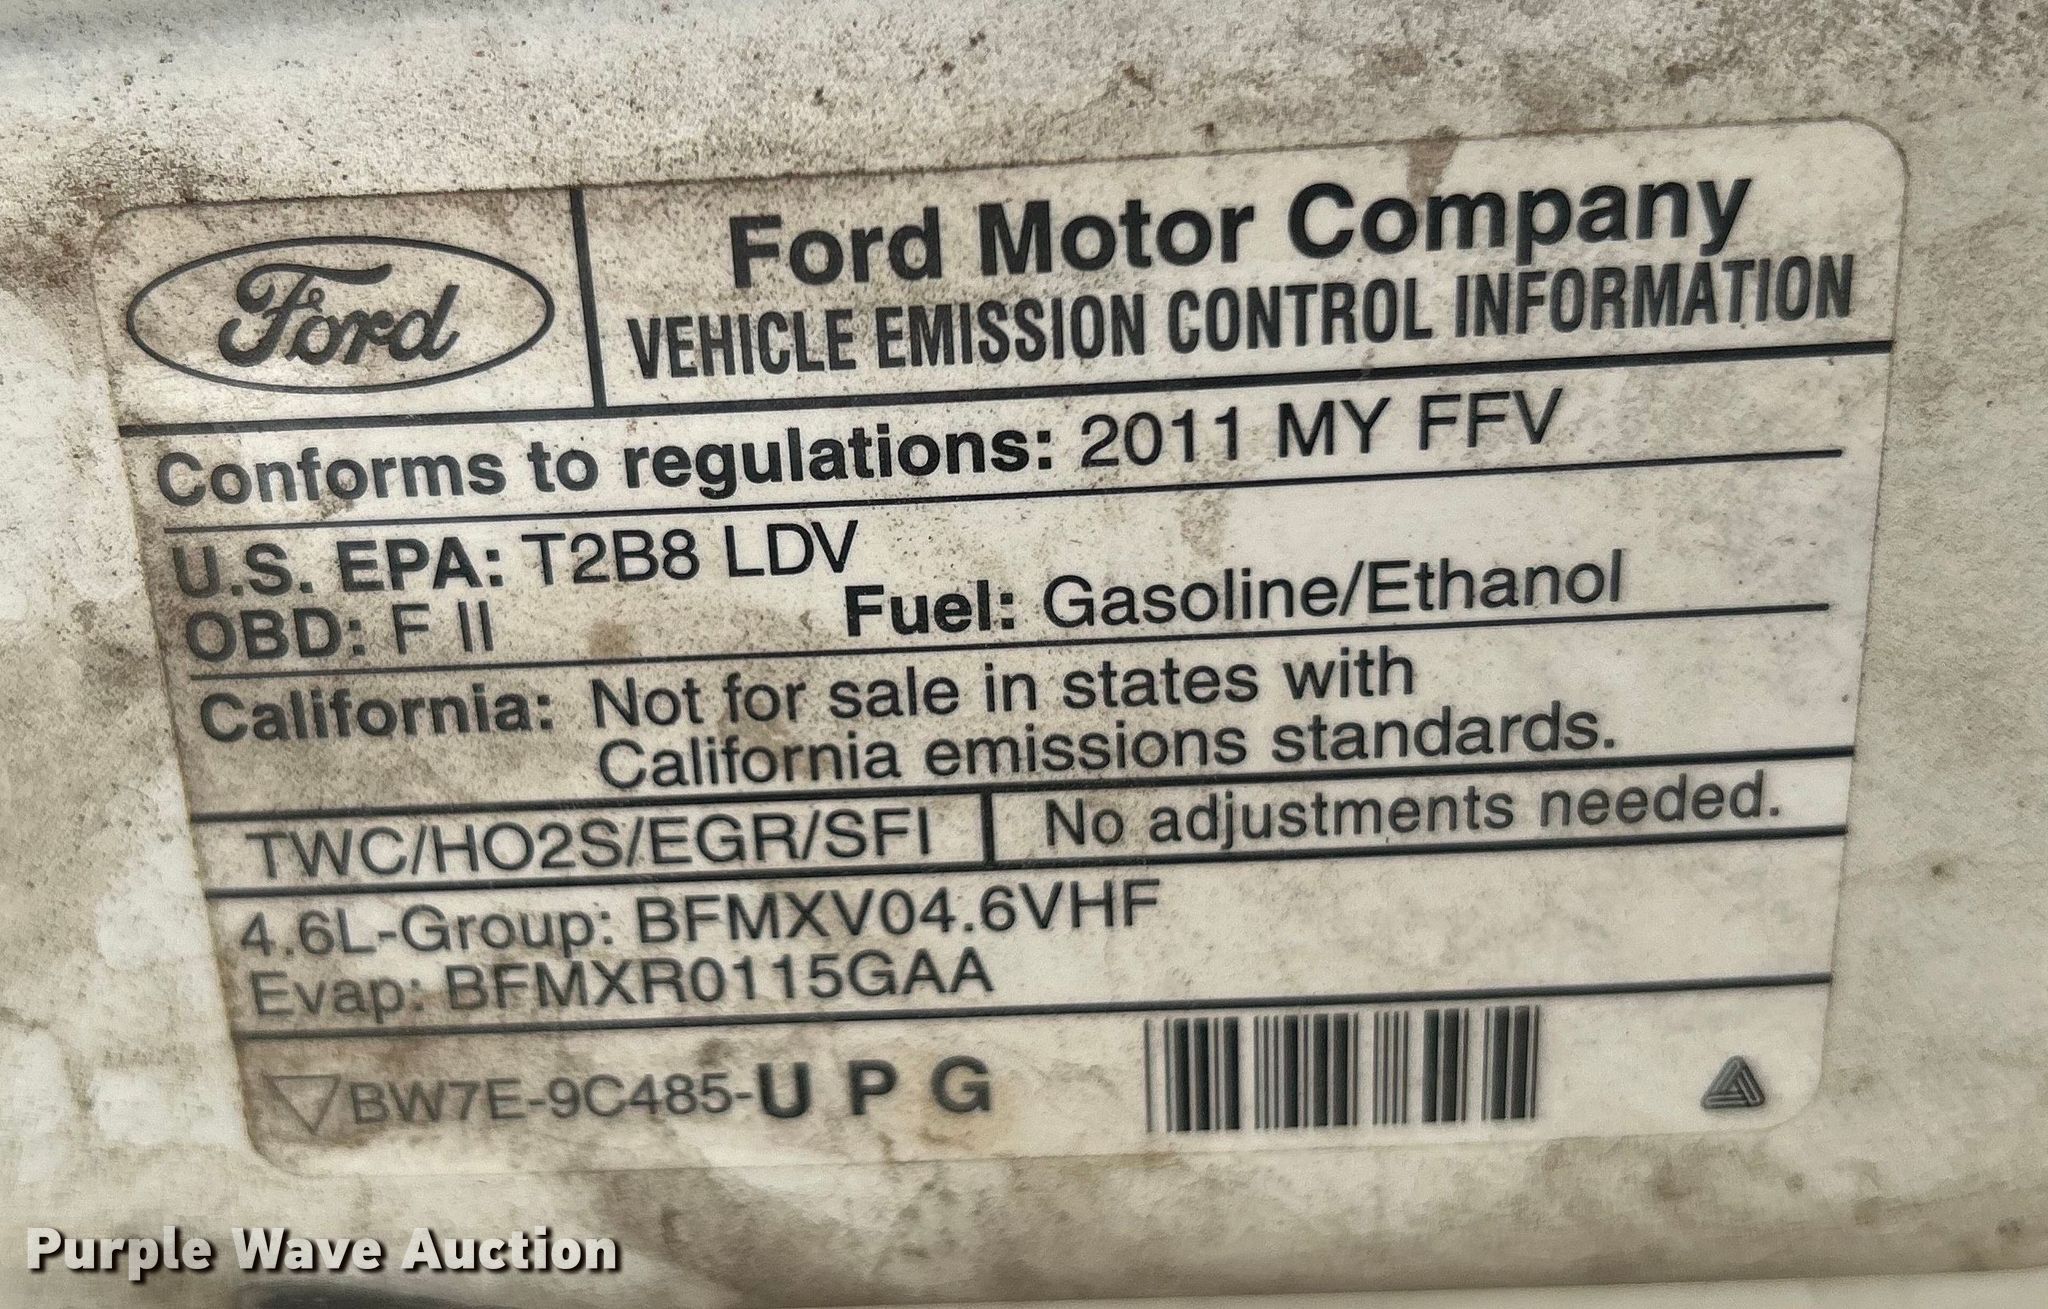 Ford
Ford Motor Company
VEHICLE EMISSION CONTROL INFORMATION
Conforms to regulations: 2011 MY FFV
U.S. EPA: T2B8 LDV
OBD: F II
Fuel: Gasoline/Ethanol
California: Not for sale in states with
California emissions standards.
TWC/HO2S/EGR/SFI
No adjustments needed.
4.6L-Group: BFMXV04.6VHF
Evap: BFMXR0115GAA
BW7E-9C485-U P G
Purple Wave Auction